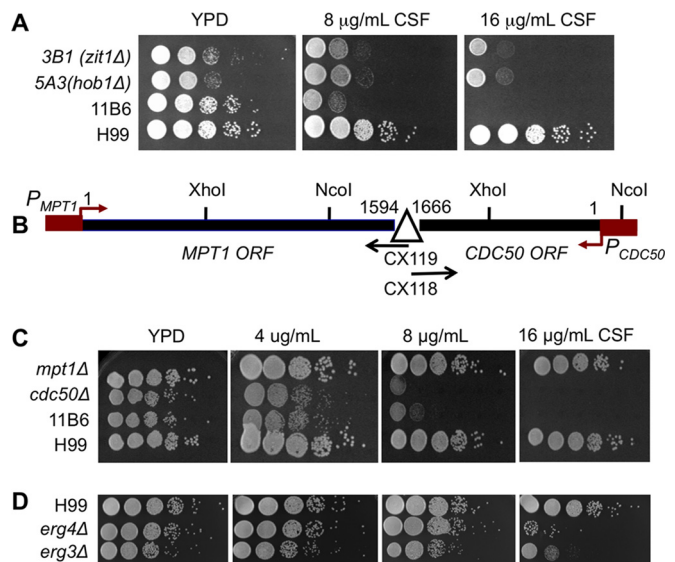 A
YPD 8 µg/mL CSF 16 µg/mL CSF
3B1 (zit1Δ)
5A3(hob1Δ)
11B6
H99
B
P_MPT1 1 XhoI NcoI 1594 1666 XhoI 1 NcoI
MPT1 ORF CDC50 ORF P_CDC50
CX119
CX118
C
YPD 4 ug/mL 8 µg/mL 16 µg/mL CSF
mpt1Δ
cdc50Δ
11B6
H99
D
H99
erg4Δ
erg3Δ